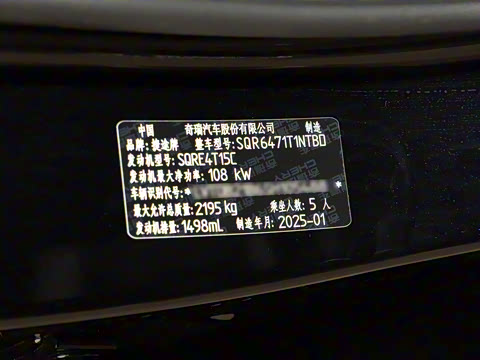 中国 奇瑞汽车股份有限公司 制造
品牌:捷途牌 整车型号:SQR6471T1NTBD
发动机型号:SQRE4T15C
发动机最大净功率:108 kW
车辆识别代号:* *
最大允许总质量:2195kg 乘坐人数:5 人
发动机排量:1498mL 制造年月:2025-01